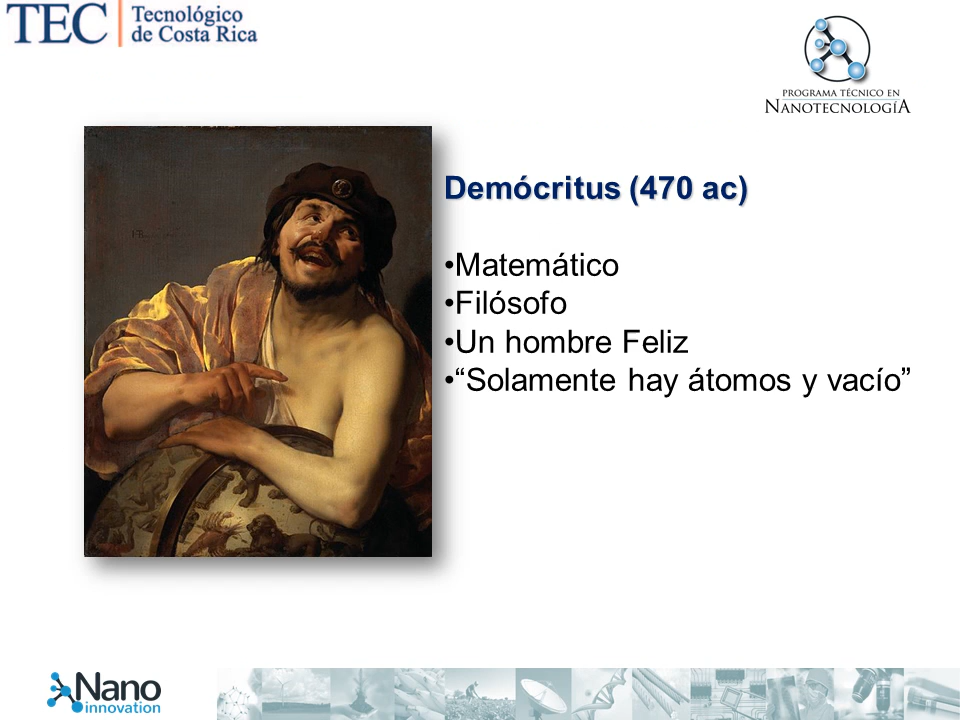 TEC
Tecnológico
de Costa Rica
PROGRAMA TÉCNICO EN
NANOTECNOLOGÍA
Demócritus (470 ac)
•Matemático
•Filósofo
•Un hombre Feliz
•“Solamente hay átomos y vacío”
Nano
innovation